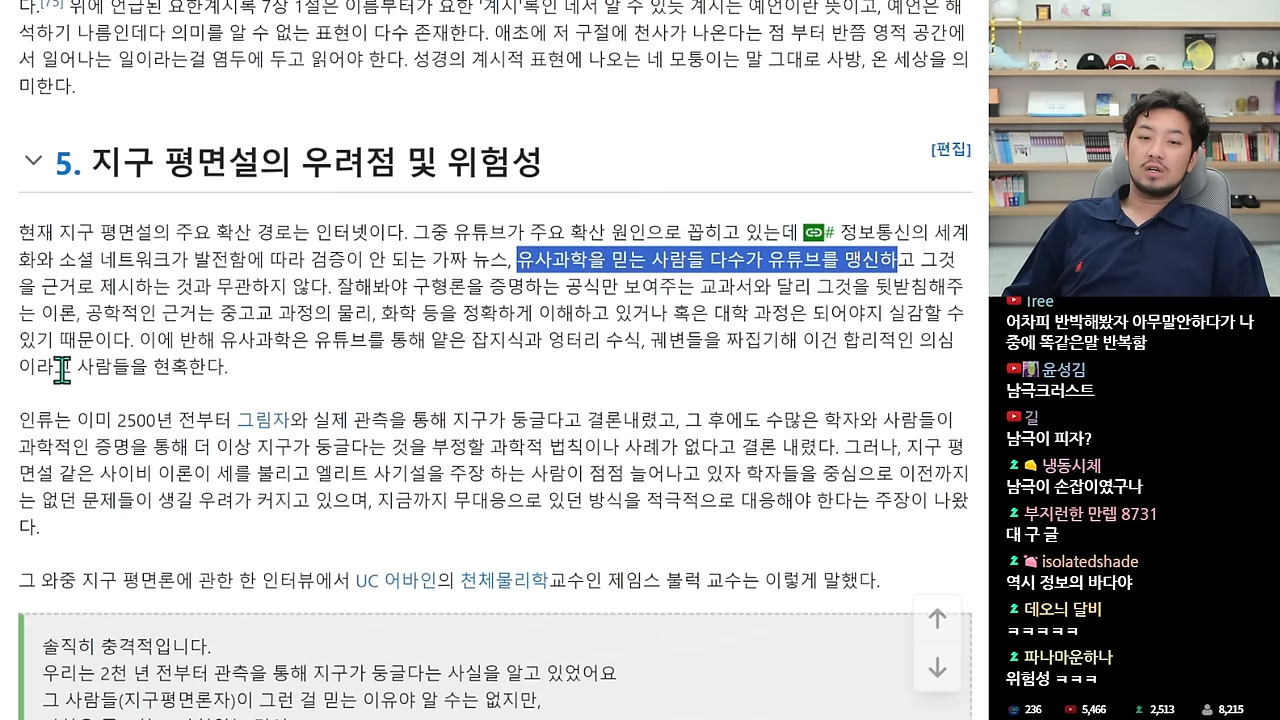 다.[75] 위에 언급된 요한계시록 7장 1절은 이름부터가 요한 '계시'록인 데서 알 수 있듯 계시는 예언이란 뜻이고, 예언은 해
석하기 나름인데다 의미를 알 수 없는 표현이 다수 존재한다. 애초에 저 구절에 천사가 나온다는 점 부터 반쯤 영적 공간에
서 일어나는 일이라는걸 염두에 두고 읽어야 한다. 성경의 계시적 표현에 나오는 네 모퉁이는 말 그대로 사방, 온 세상을 의
미한다.
5. 지구 평면설의 우려점 및 위험성
[편집]
현재 지구 평면설의 주요 확산 경로는 인터넷이다. 그중 유튜브가 주요 확산 원인으로 꼽히고 있는데 # 정보통신의 세계
화와 소셜 네트워크가 발전함에 따라 검증이 안 되는 가짜 뉴스, 유사과학을 믿는 사람들 다수가 유튜브를 맹신하고 그것
을 근거로 제시하는 것과 무관하지 않다. 잘해봐야 구형론을 증명하는 공식만 보여주는 교과서와 달리 그것을 뒷받침해주
는 이론, 공학적인 근거는 중고교 과정의 물리, 화학 등을 정확하게 이해하고 있거나 혹은 대학 과정은 되어야지 실감할 수
있기 때문이다. 이에 반해 유사과학은 유튜브를 통해 얕은 잡지식과 엉터리 수식, 궤변들을 짜집기해 이건 합리적인 의심
사람들을 현혹한다.
인류는 이미 2500년 전부터 그림자와 실제 관측을 통해 지구가 둥글다고 결론내렸고, 그 후에도 수많은 학자와 사람들이
과학적인 증명을 통해 더 이상 지구가 둥글다는 것을 부정할 과학적 법칙이나 사례가 없다고 결론 내렸다. 그러나, 지구 평
면설 같은 사이비 이론이 세를 불리고 엘리트 사기설을 주장 하는 사람이 점점 늘어나고 있자 학자들을 중심으로 이전까지
는 없던 문제들이 생길 우려가 커지고 있으며, 지금까지 무대응으로 있던 방식을 적극적으로 대응해야 한다는 주장이 나왔
다.
그 와중 지구 평면론에 관한 한 인터뷰에서 UC 어바인의 천체물리학교수인 제임스 불럭 교수는 이렇게 말했다.
솔직히 충격적입니다.
우리는 2천 년 전부터 관측을 통해 지구가 둥글다는 사실을 알고 있었어요
그 사람들(지구평면론자)이 그런 걸 믿는 이유야 알 수는 없지만,
어차피 반박해봤자 아무말안하다가 나
중에 똑같은말 반복함
윤성김
남극크러스트
길
남극이 피자?
냉동시체
남극이 손잡이였구나
부지런한 만렙 8731
대 구 글
isolatedshade
역시 정보의 바다야
데오늬 달비
ㅋㅋㅋㅋㅋ
파나마운하나
위험성 ㅋㅋㅋ
236 5,466 2,513 8,215